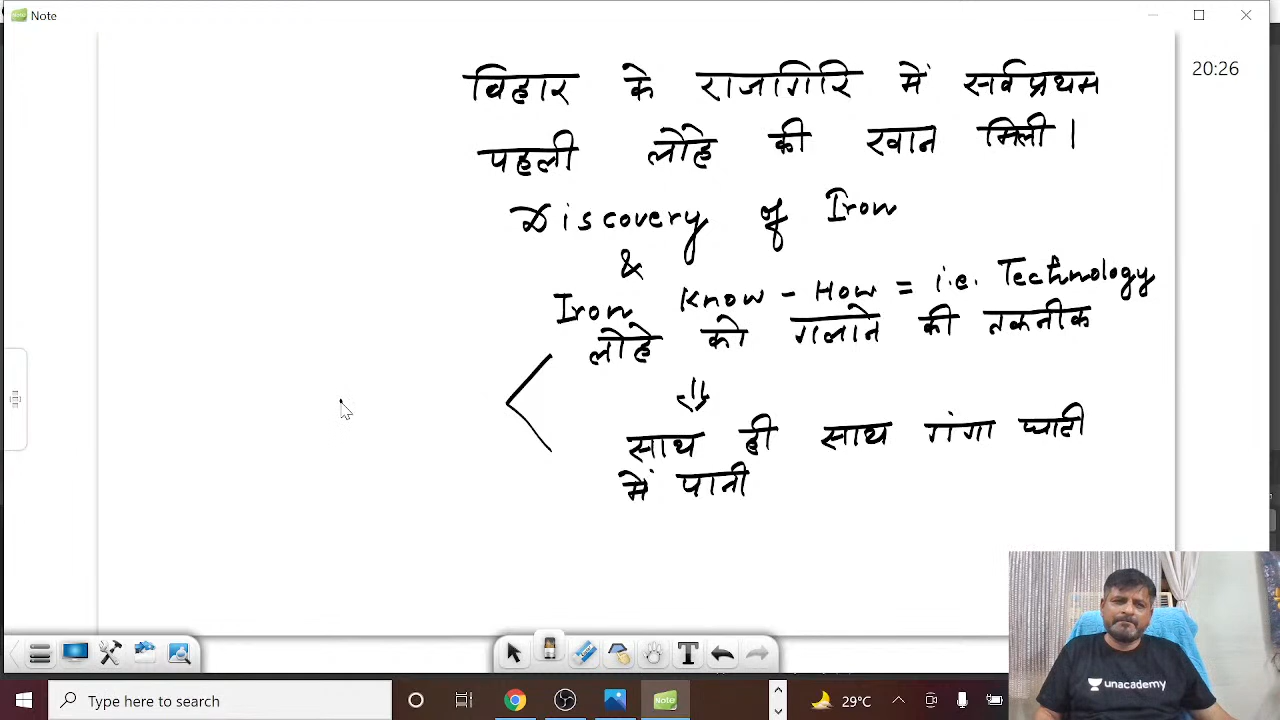 Note
20:26
विहार के राजागिरि में सर्वप्रथम
पहली लोहे की खान मिली।
Discovery of Iron
&
Iron Know - How = i.e. Technology
लोहे को गलाने की तकनीक
साथ ही साथ गंगा घाटी
में पानी
unacademy
T
Type here to search
29°C